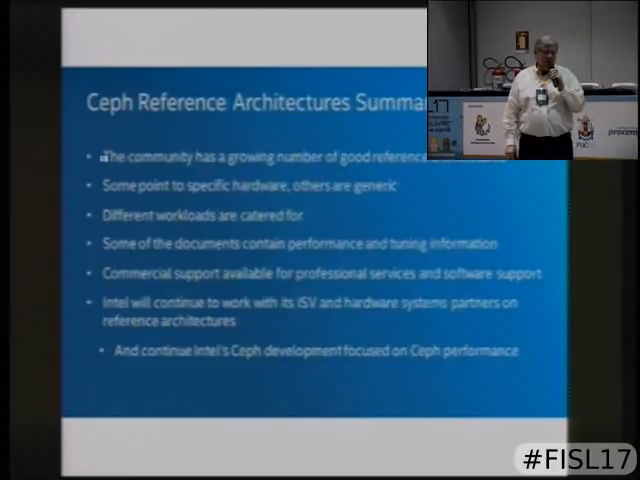 Ceph Reference Architectures
• The community has a growing number of good
• Some point to specific hardware, others are generic
• Different workloads are catered for
• Some of the documents contain performance and tuning information
• Commercial support available for professional services and software support
• Intel will continue to work with its ISV and hardware systems partners on
reference architectures
• And continue Intel's Ceph development focused on Ceph performance
PUC
#FISL17